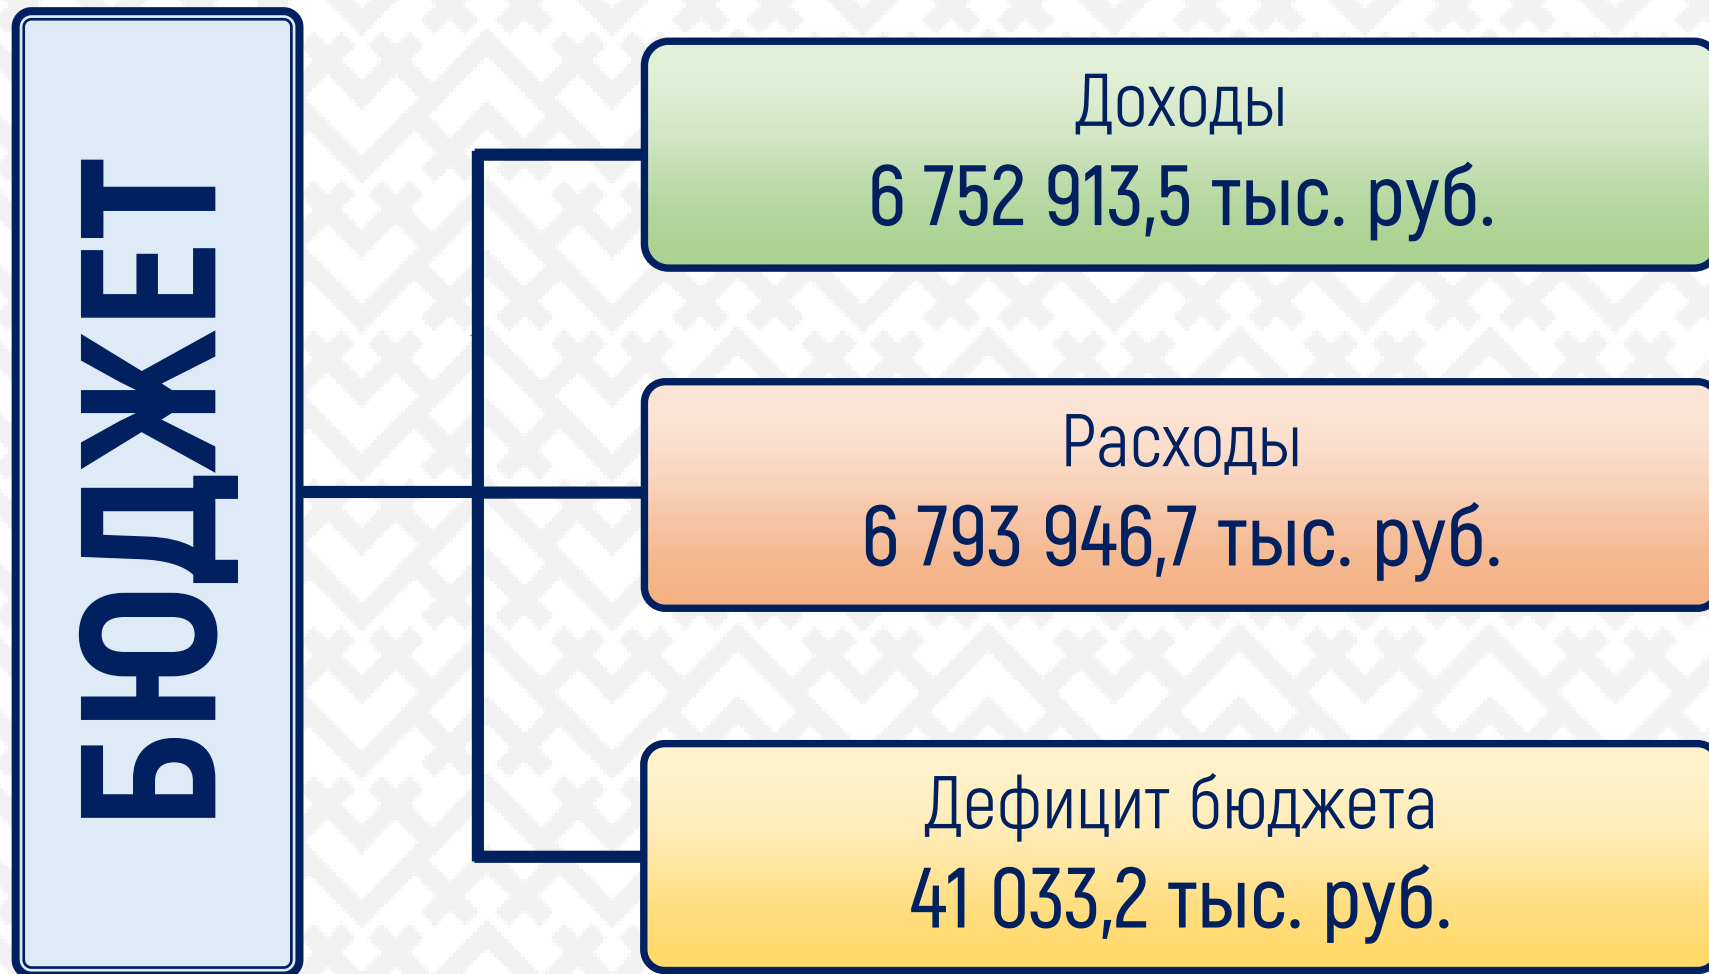 БЮДЖЕТ
Доходы
6 752 913,5 тыс. руб.
Расходы
6 793 946,7 тыс. руб.
Дефицит бюджета
41 033,2 тыс. руб.